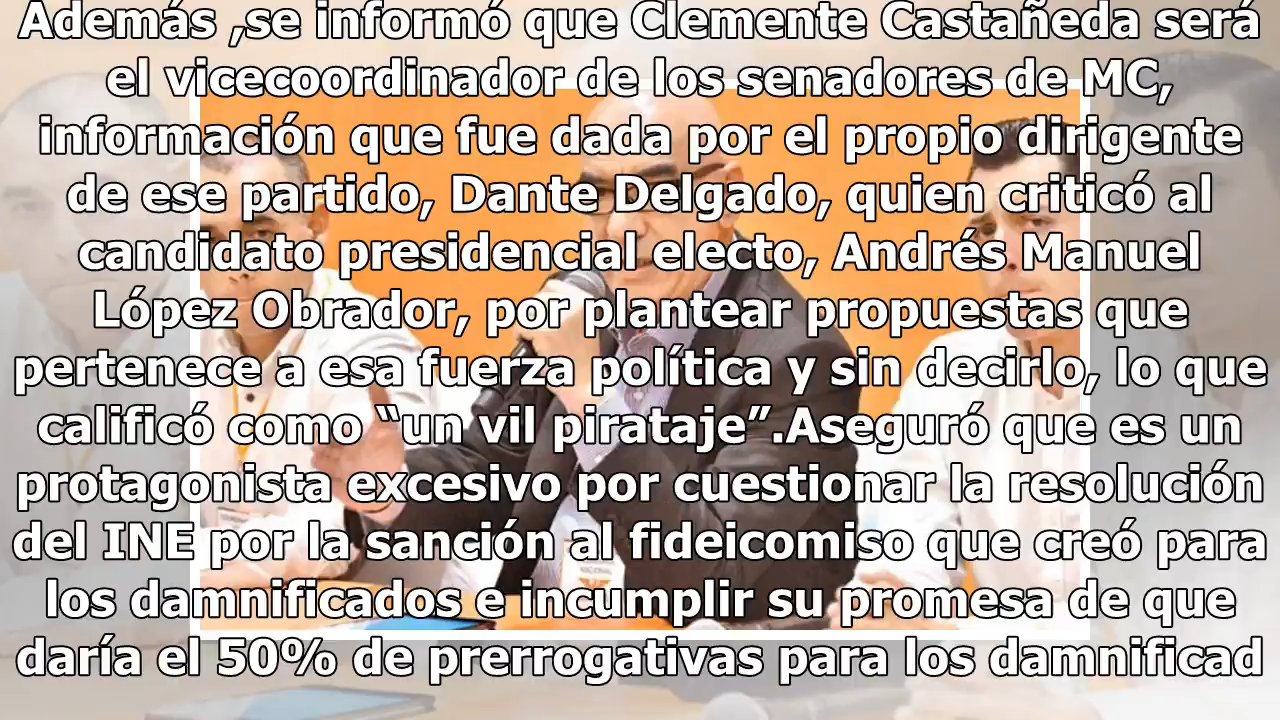 Además ,se informó que Clemente Castañeda será
el vicecoordinador de los senadores de MC,
información que fue dada por el propio dirigente
de ese partido, Dante Delgado, quien criticó al
candidato presidencial electo, Andrés Manuel
López Obrador, por plantear propuestas que
pertenece a esa fuerza política y sin decirlo, lo que
calificó como “un vil pirataje”.Aseguró que es un
protagonista excesivo por cuestionar la resolución
del INE por la sanción al fideicomiso que creó para
los damnificados e incumplir su promesa de que
daría el 50% de prerrogativas para los damnificad